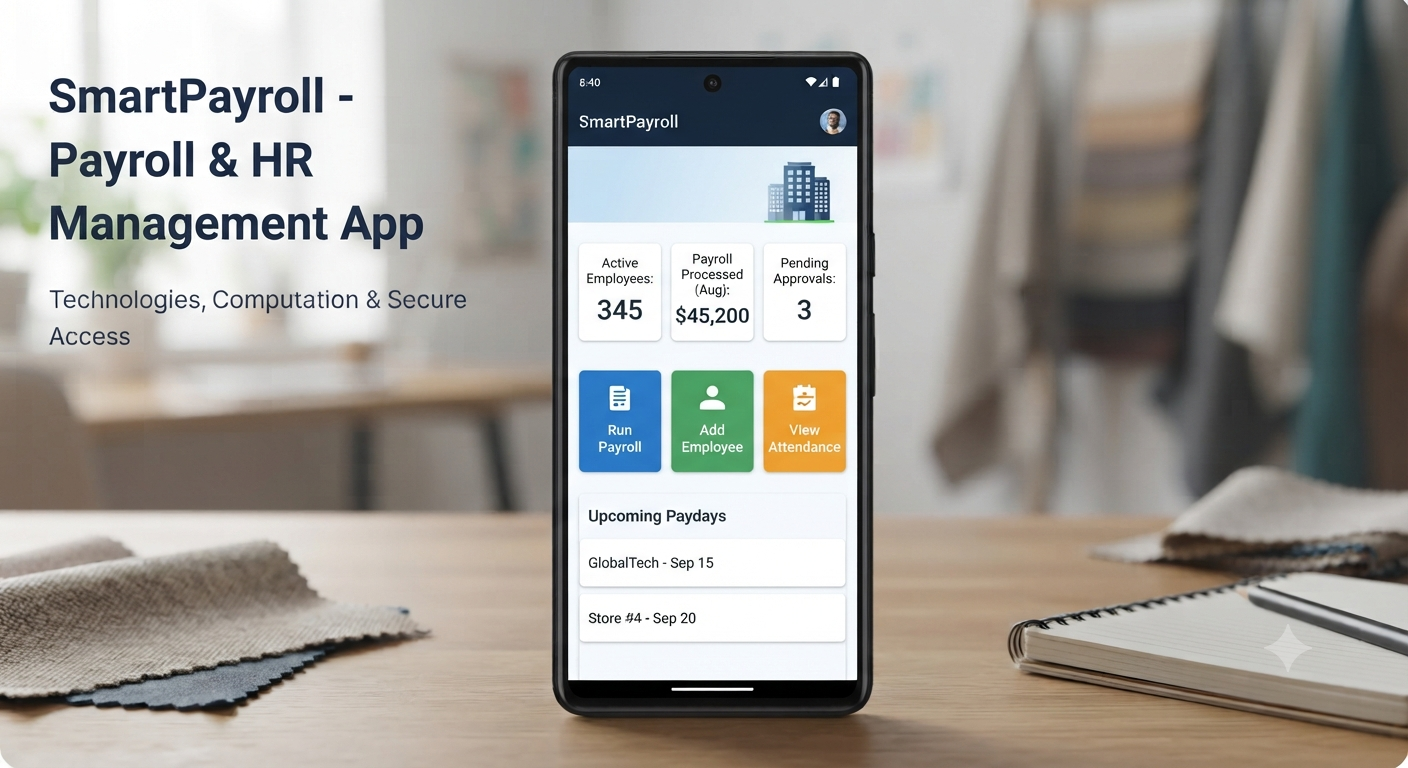 SmartPayroll -
Payroll & HR
Management App
Technologies, Computation & Secure
Access
8:40
SmartPayroll
Active
Employees:
345
Payroll
Processed
(Aug):
$45,200
Pending
Approvals:
3
Run
Payroll
Add
Employee
View
Attendance
Upcoming Paydays
GlobalTech - Sep 15
Store #4 - Sep 20